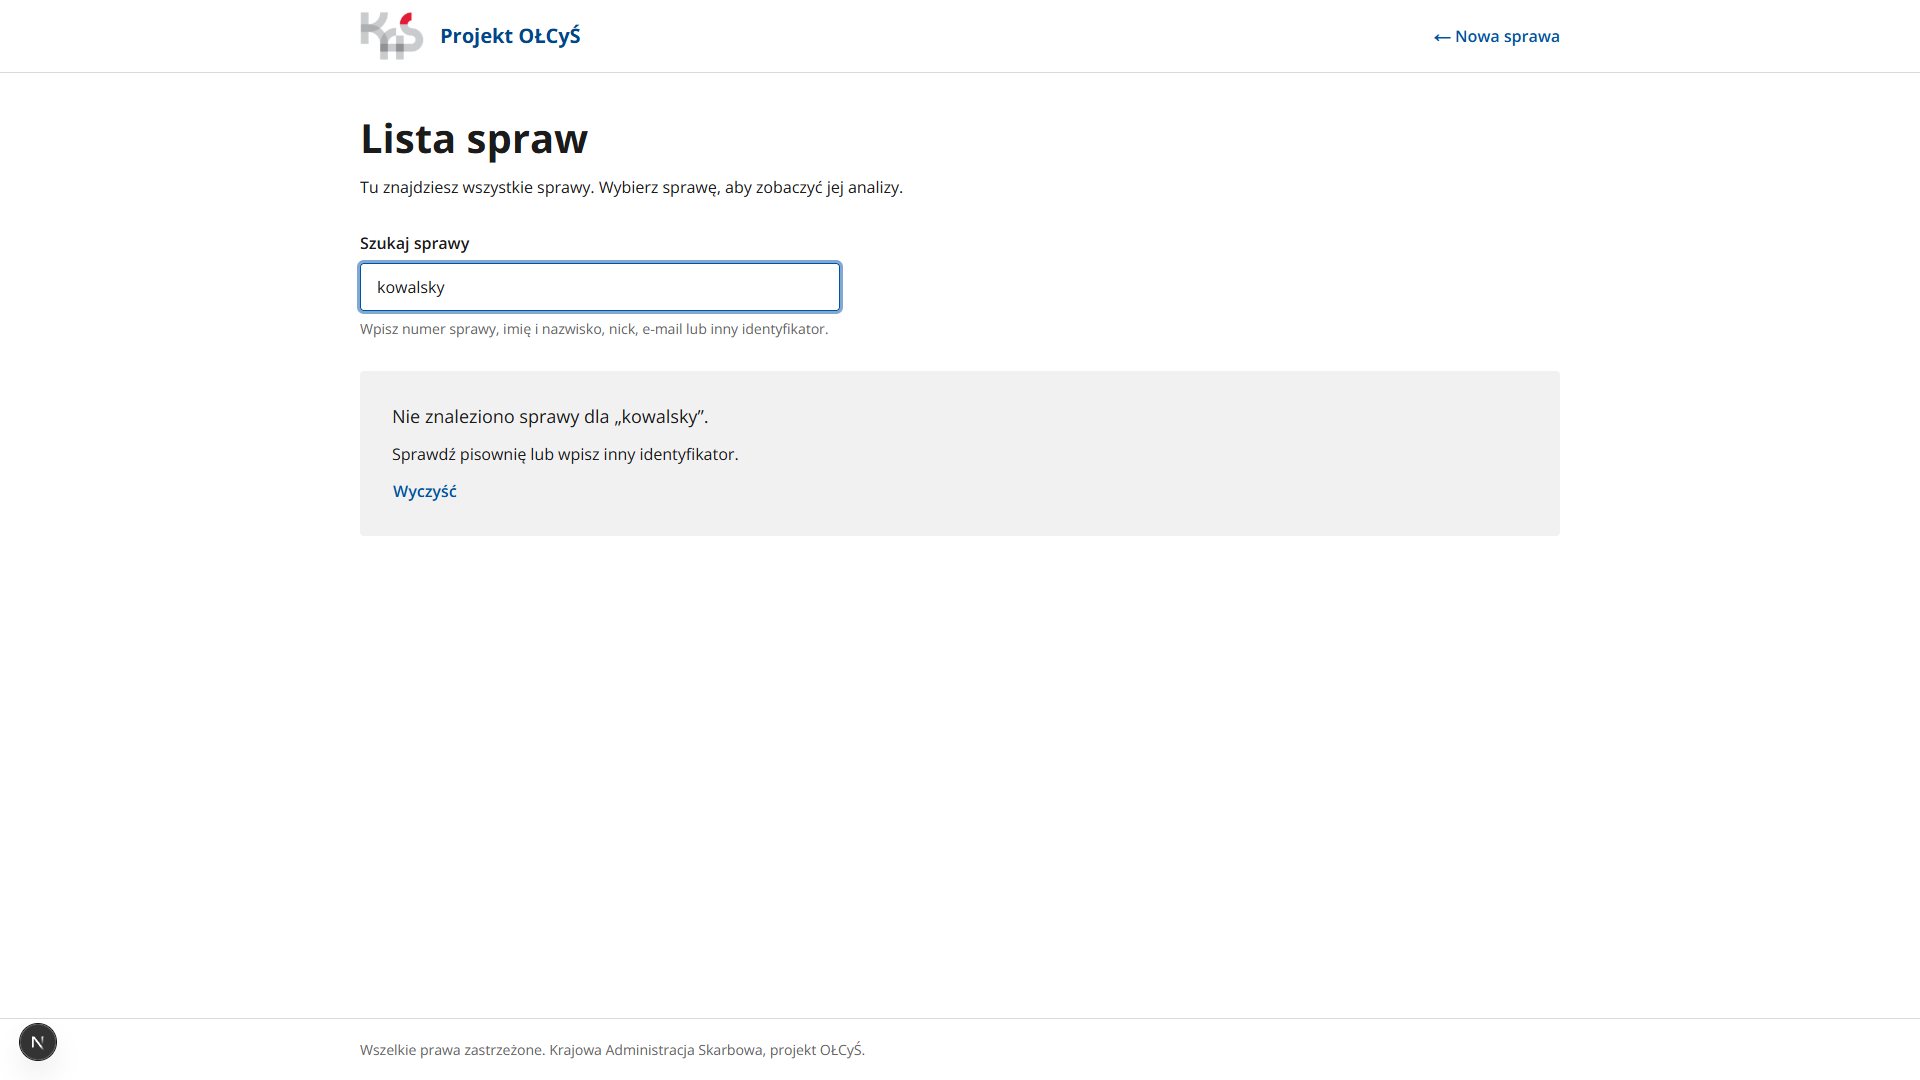 KAS
Projekt OŁCyŚ
← Nowa sprawa
Lista spraw
Tu znajdziesz wszystkie sprawy. Wybierz sprawę, aby zobaczyć jej analizy.
Szukaj sprawy
kowalsky
Wpisz numer sprawy, imię i nazwisko, nick, e-mail lub inny identyfikator.
Nie znaleziono sprawy dla „kowalsky”.
Sprawdź pisownię lub wpisz inny identyfikator.
Wyczyść
N
Wszelkie prawa zastrzeżone. Krajowa Administracja Skarbowa, projekt OŁCyŚ.